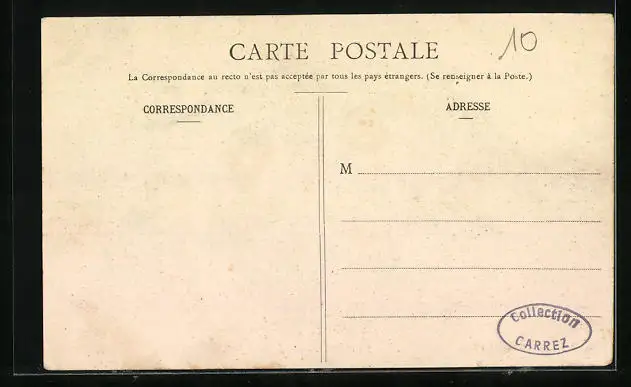 CARTE POSTALE
10
La Correspondance au recto n'est pas acceptée par tous les pays étrangers. (Se renseigner à la Poste.)
CORRESPONDANCE
ADRESSE
M
Collection
CARREZ